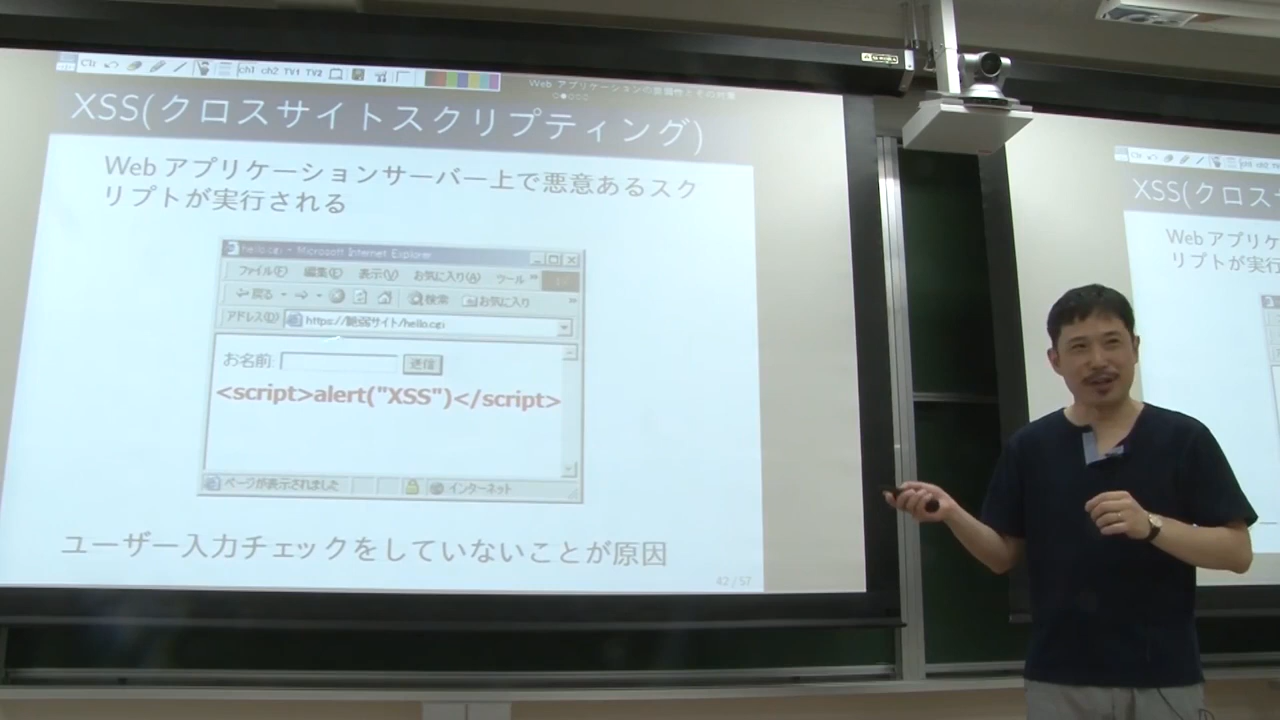 Clr ch1 ch2 TV1 TV2
Web アプリケーションの脆弱性とその対策
XSS(クロスサイトスクリプティング)
Web アプリケーションサーバー上で悪意あるスク
リプトが実行される
hello.cgi - Microsoft Internet Explorer
ファイル(F) 編集(E) 表示(V) お気に入り(A) ツール »
戻る 検索 お気に入り »
アドレス(D) https://脆弱サイト/hello.cgi
お名前: 送信
<script>alert("XSS")</script>
ページが表示されました インターネット
ユーザー入力チェックをしていないことが原因
42 / 57
XSS(クロス
Web アプリケ
リプトが実行